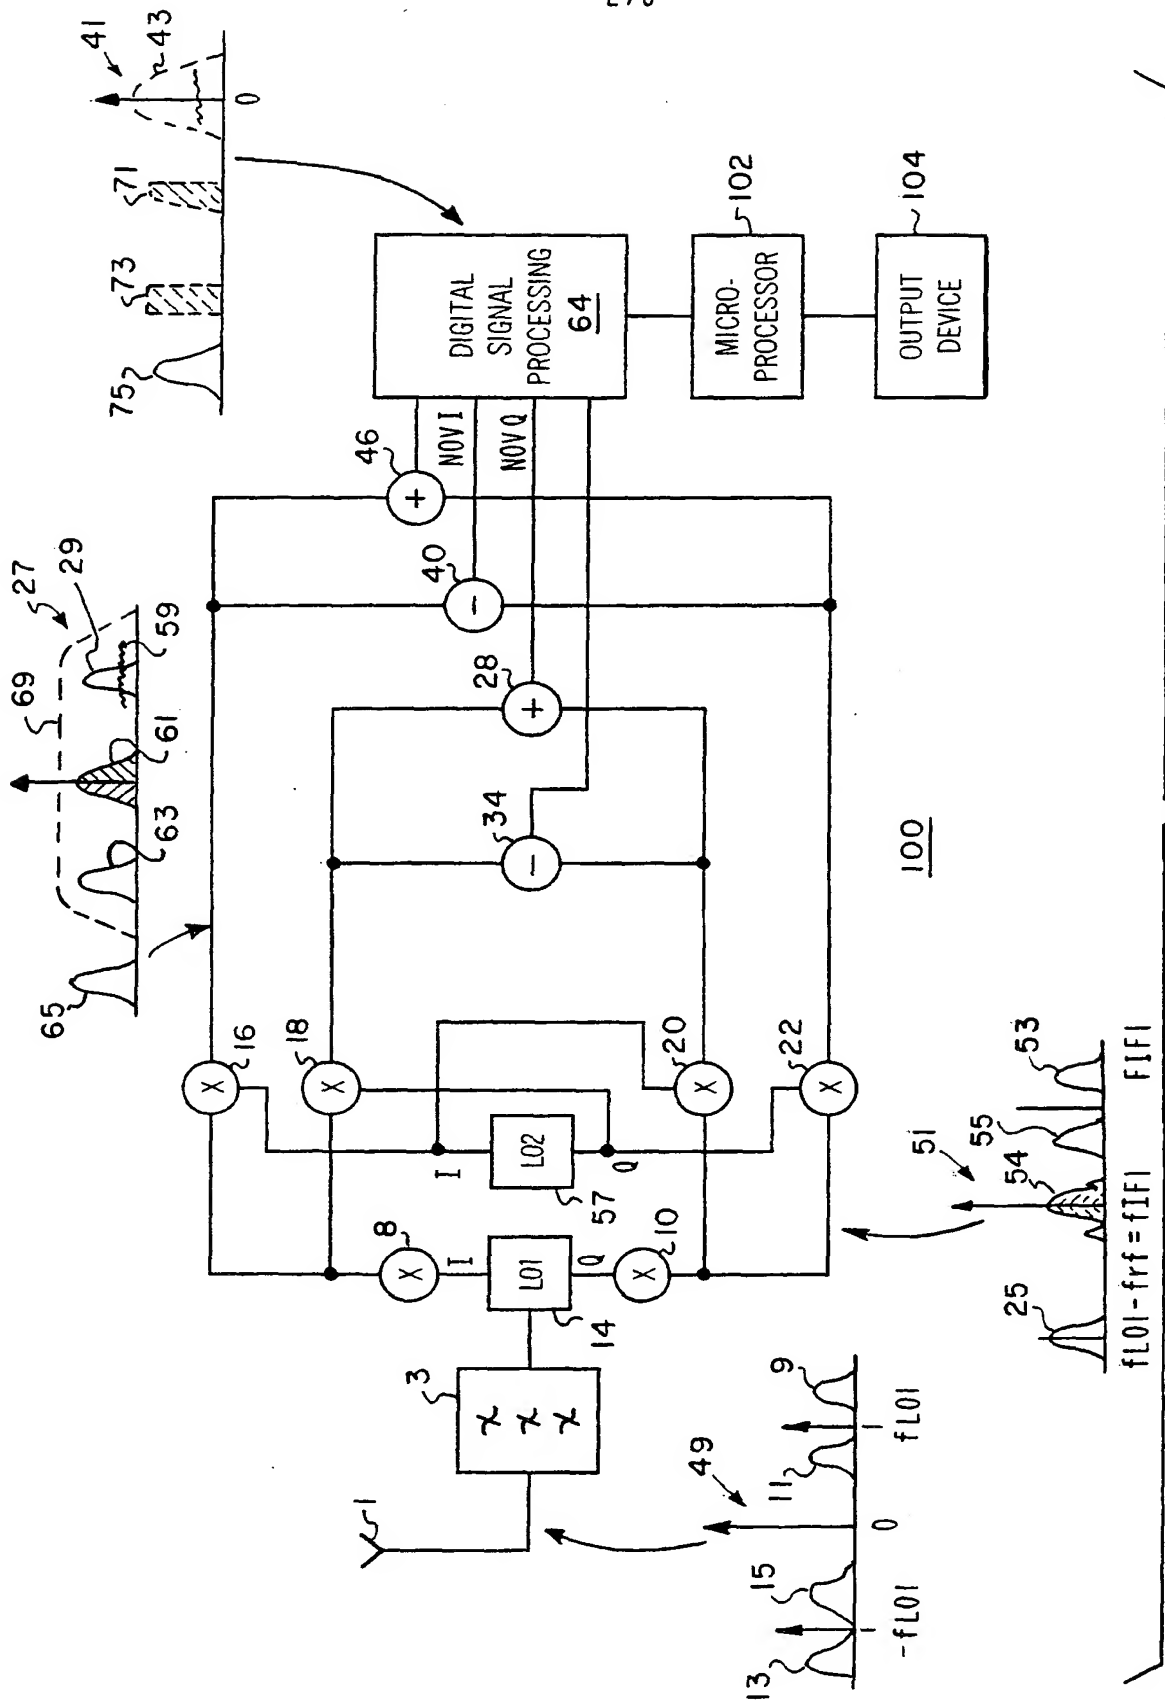 41
43
0
71
73
75
DIGITAL
SIGNAL
PROCESSING
64
MICRO-
PROCESSOR
102
OUTPUT
DEVICE
104
46
+
NOV I
NOV Q
40
-
28
+
34
-
27
29
59
69
61
63
65
16
X
18
X
20
X
22
X
I
LO2
Q
57
8
X
I
LO1
Q
10
X
14
3
1
100
49
9
11
fLO1
0
15
-fLO1
13
51
53
55
54
25
FIF1
fLO1-frf=fIF1